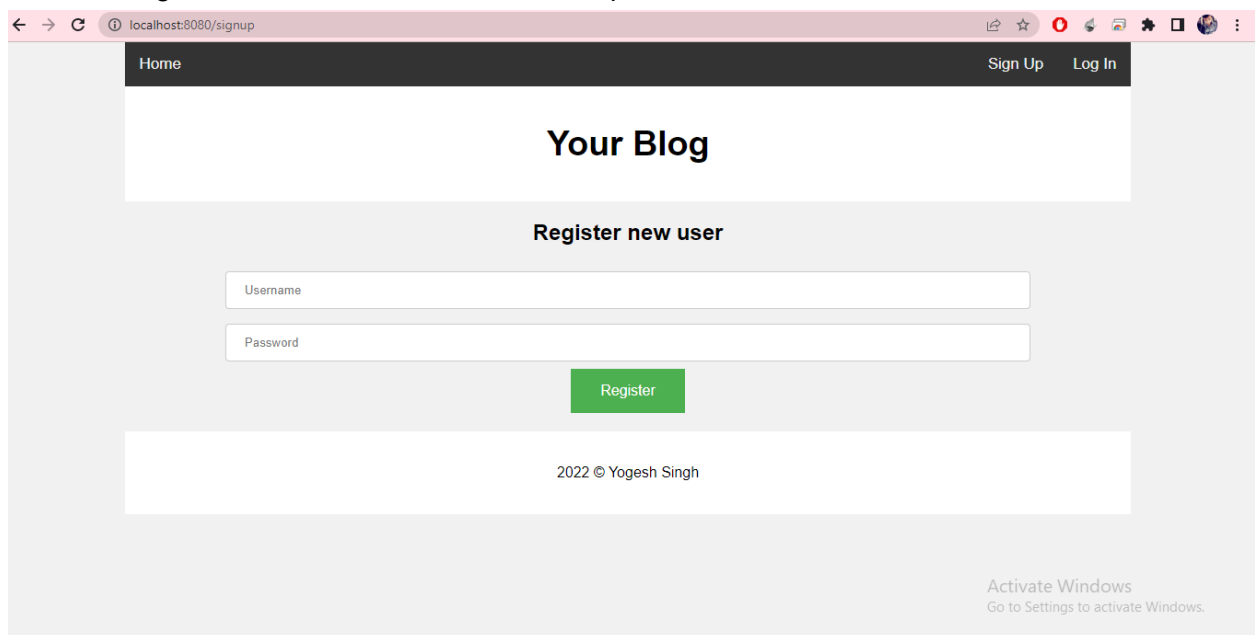 localhost:8080/signup
Home Sign Up Log In
Your Blog
Register new user
Username
Password
Register
2022 © Yogesh Singh
Activate Windows
Go to Settings to activate Windows.